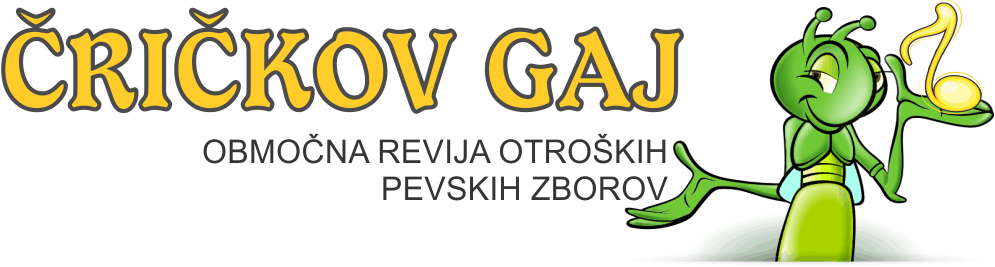 ČRIČKOV GAJ
OBMOČNA REVIJA OTROŠKIH
PEVSKIH ZBOROV